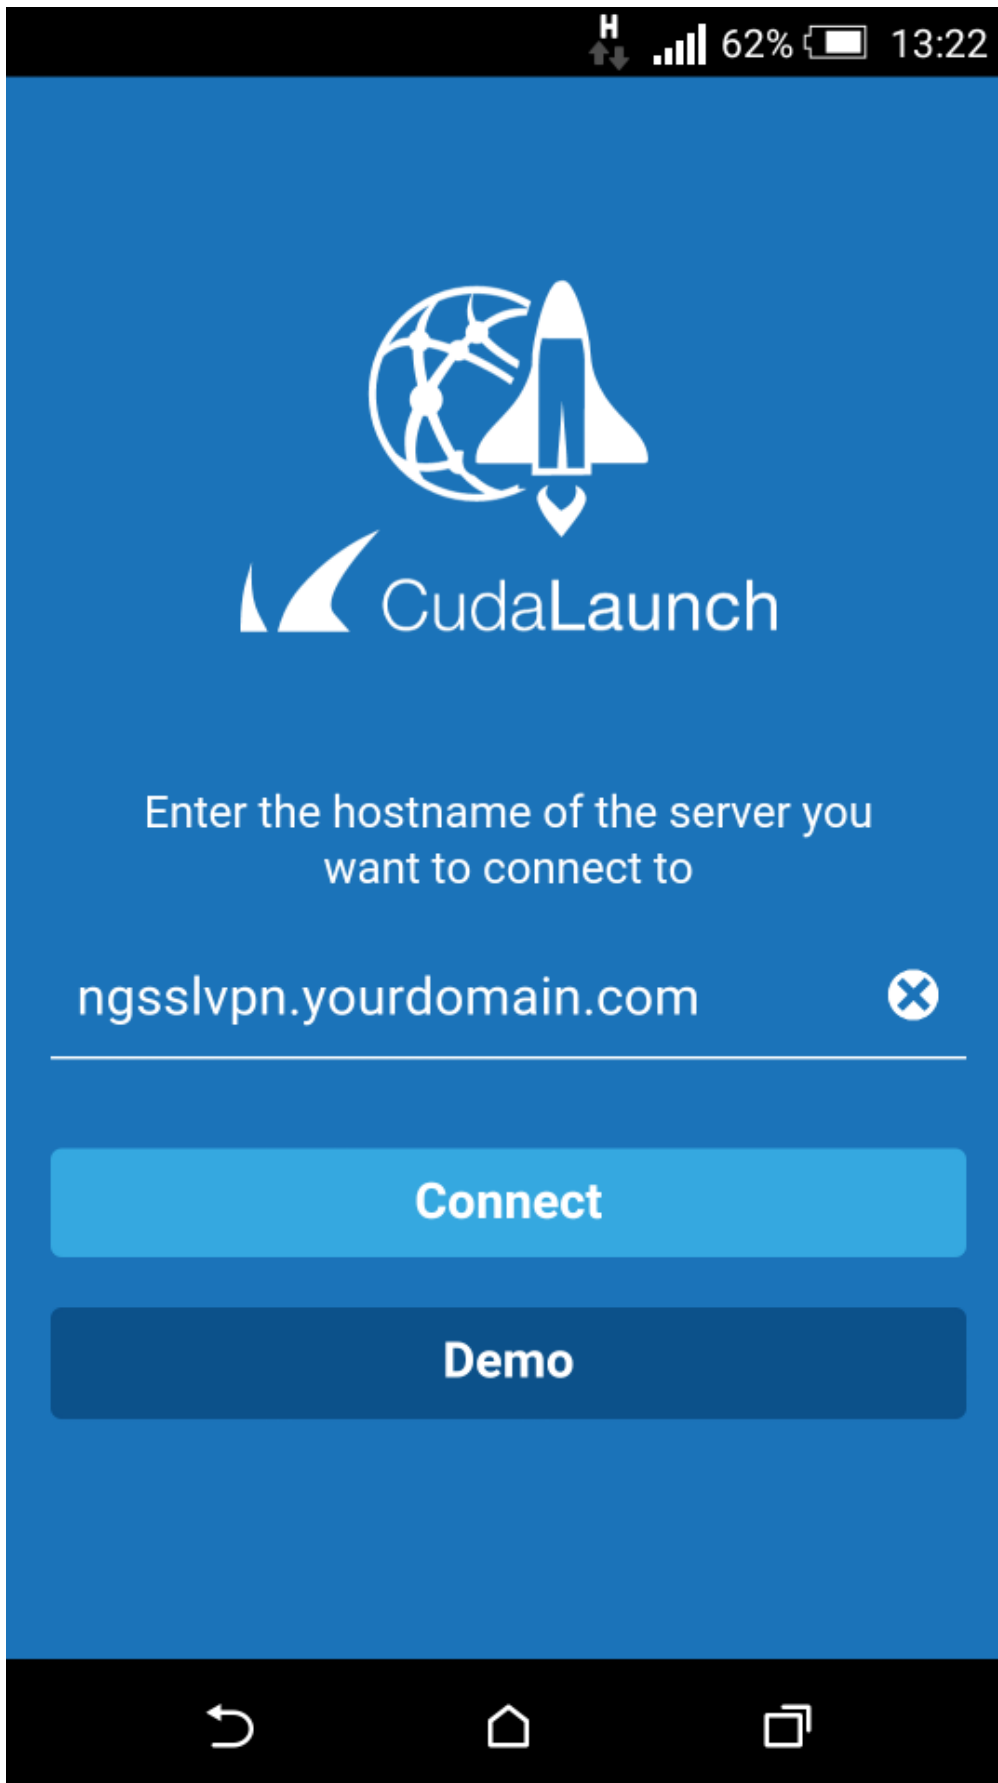 H
62% 13:22
CudaLaunch
Enter the hostname of the server you
want to connect to
ngsslvpn.yourdomain.com
Connect
Demo